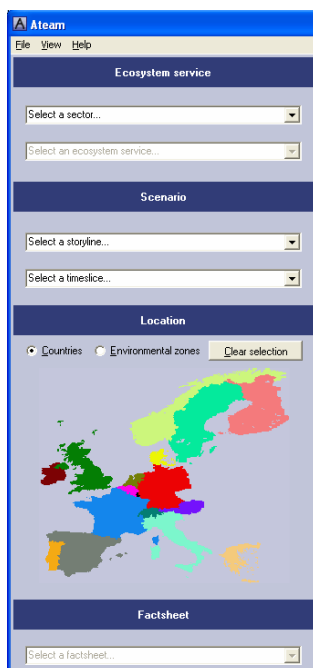 Ateam
File View Help
Ecosystem service
Select a sector...
Select an ecosystem service...
Scenario
Select a storyline...
Select a timeslice...
Location
Countries Environmental zones Clear selection
Factsheet
Select a factsheet...